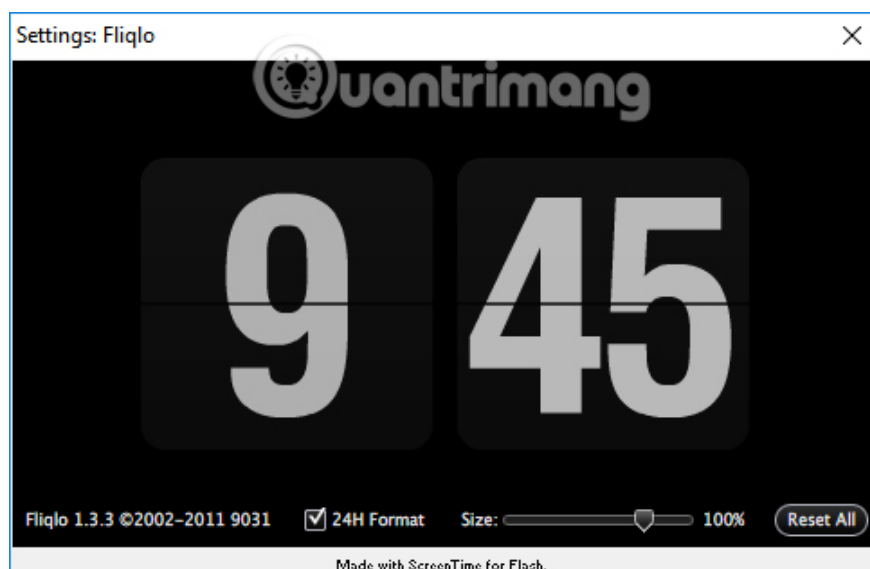 Settings: Fliqlo
Quantrimang
9 45
Fliqlo 1.3.3 ©2002-2011 9031 24H Format Size: 100% Reset All
Made with ScreenTime for Flash.